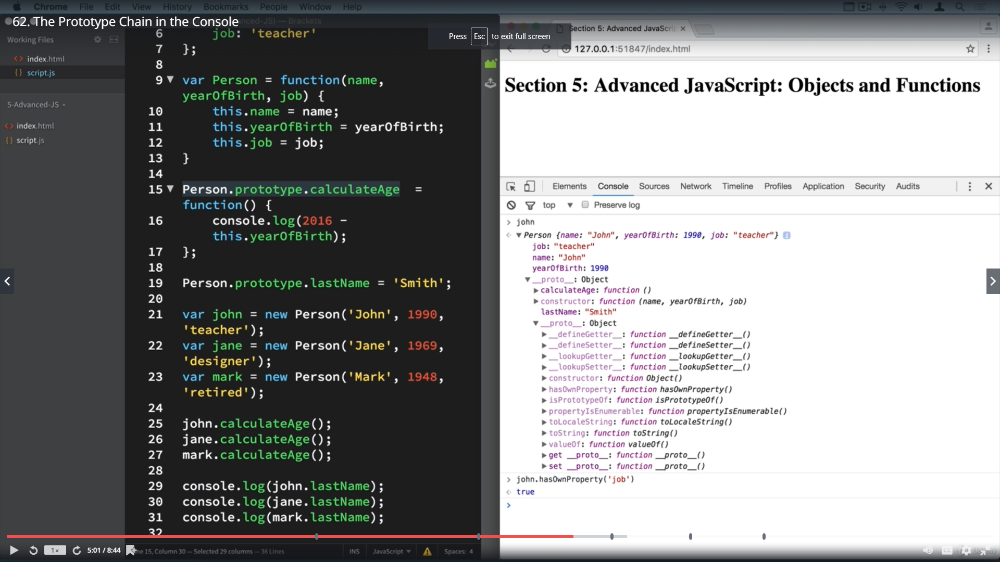 Chrome File Edit View History Bookmarks People Window Help
62. The Prototype Chain in the Console
nced-JS) — Brackets
Working Files
index.html
script.js
5-Advanced-JS
index.html
script.js
6 job: 'teacher'
7 };
8
9 var Person = function(name,
yearOfBirth, job) {
10 this.name = name;
11 this.yearOfBirth = yearOfBirth;
12 this.job = job;
13 }
14
15 Person.prototype.calculateAge =
function() {
16 console.log(2016 -
this.yearOfBirth);
17 };
18
19 Person.prototype.lastName = 'Smith';
20
21 var john = new Person('John', 1990,
'teacher');
22 var jane = new Person('Jane', 1969,
'designer');
23 var mark = new Person('Mark', 1948,
'retired');
24
25 john.calculateAge();
26 jane.calculateAge();
27 mark.calculateAge();
28
29 console.log(john.lastName);
30 console.log(jane.lastName);
31 console.log(mark.lastName);
32
Press Esc to exit full screen
Section 5: Advanced JavaScri
127.0.0.1:51847/index.html
Section 5: Advanced JavaScript: Objects and Functions
Elements Console Sources Network Timeline Profiles Application Security Audits
top Preserve log
john
Person {name: "John", yearOfBirth: 1990, job: "teacher"}
job: "teacher"
name: "John"
yearOfBirth: 1990
__proto__: Object
calculateAge: function ()
constructor: function (name, yearOfBirth, job)
lastName: "Smith"
__proto__: Object
__defineGetter__: function __defineGetter__()
__defineSetter__: function __defineSetter__()
__lookupGetter__: function __lookupGetter__()
__lookupSetter__: function __lookupSetter__()
constructor: function Object()
hasOwnProperty: function hasOwnProperty()
isPrototypeOf: function isPrototypeOf()
propertyIsEnumerable: function propertyIsEnumerable()
toLocaleString: function toLocaleString()
toString: function toString()
valueOf: function valueOf()
get __proto__: function __proto__()
set __proto__: function __proto__()
john.hasOwnProperty('job')
true
1x 5:01 / 8:44
ne 15, Column 30 — Selected 29 columns — 36 Lines INS JavaScript Spaces: 4
CC